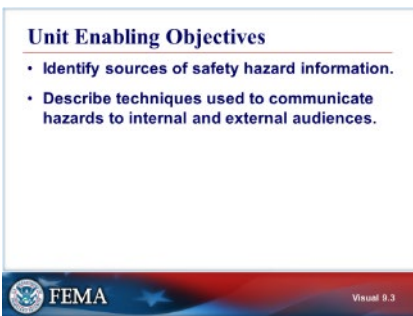 Unit Enabling Objectives
• Identify sources of safety hazard information.
• Describe techniques used to communicate
hazards to internal and external audiences.
FEMA
Visual 9.3